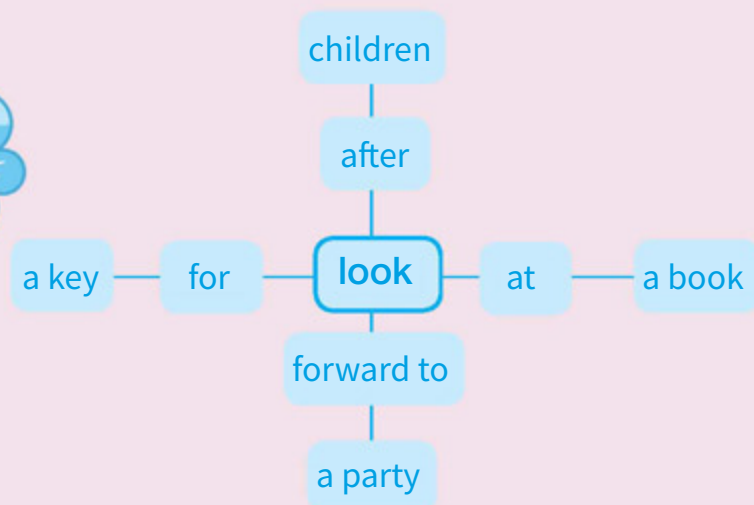 children
after
a key for look at a book
forward to
a party